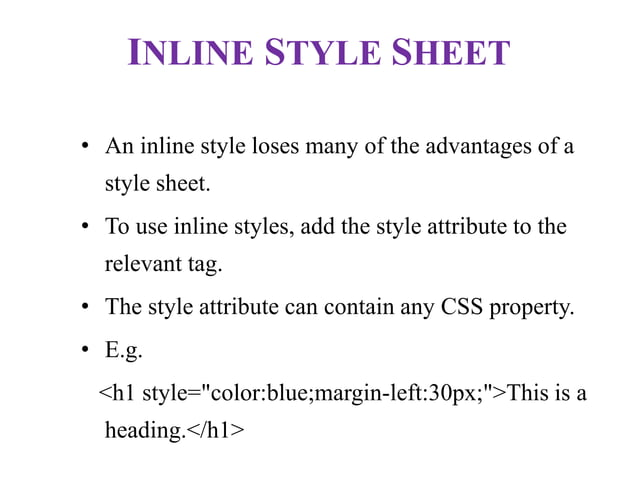 INLINE STYLE SHEET
• An inline style loses many of the advantages of a
style sheet.
• To use inline styles, add the style attribute to the
relevant tag.
• The style attribute can contain any CSS property.
• E.g.
<h1 style="color:blue;margin-left:30px;">This is a
heading.</h1>